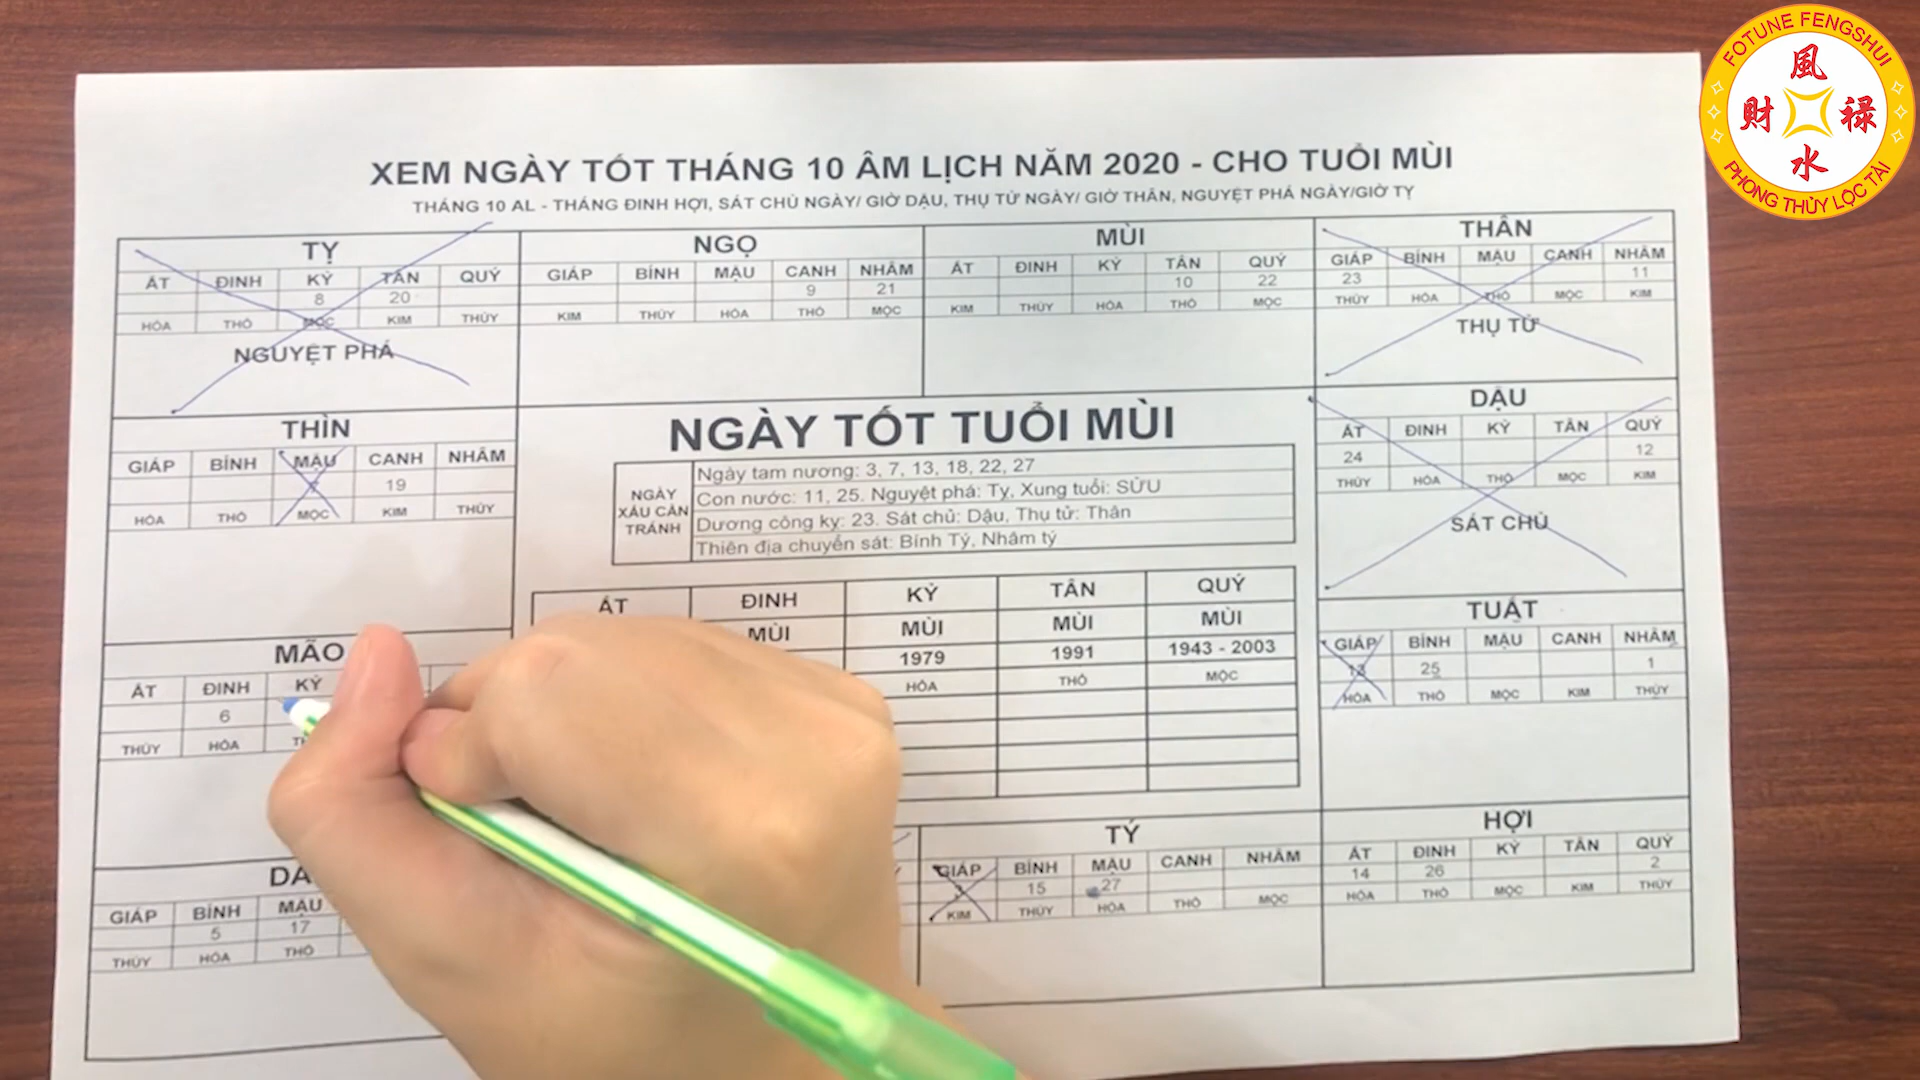 FOTUNE FENGSHUI
風
財 禄
水
PHONG THỦY LỘC TÀI
XEM NGÀY TỐT THÁNG 10 ÂM LỊCH NĂM 2020 - CHO TUỔI MÙI
THÁNG 10 AL - THÁNG ĐINH HỢI, SÁT CHỦ NGÀY/ GIỜ DẬU, THỤ TỬ NGÀY/ GIỜ THÂN, NGUYỆT PHÁ NGÀY/GIỜ TỴ
TỴ
ẤT ĐINH KỶ TÂN QUÝ
8 20
HỎA THỔ MỘC KIM THỦY
NGUYỆT PHÁ
NGỌ
GIÁP BÍNH MẬU CANH NHÂM
9 21
KIM THỦY HỎA THỔ MỘC
MÙI
ẤT ĐINH KỶ TÂN QUÝ
10 22
KIM THỦY HỎA THỔ MỘC
THÂN
GIÁP BÍNH MẬU CANH NHÂM
23 11
THỦY HỎA THỔ MỘC KIM
THỤ TỬ
THÌN
GIÁP BÍNH MẬU CANH NHÂM
7 19
HỎA THỔ MỘC KIM THỦY
NGÀY TỐT TUỔI MÙI
NGÀY XẤU CẦN TRÁNH
Ngày tam nương: 3, 7, 13, 18, 22, 27
Con nước: 11, 25. Nguyệt phá: Tỵ, Xung tuổi: SỬU
Dương công kỵ: 23. Sát chủ: Dậu, Thụ tử: Thân
Thiên địa chuyển sát: Bính Tý, Nhâm tý
DẬU
ẤT ĐINH KỶ TÂN QUÝ
24 12
THỦY HỎA THỔ MỘC KIM
SÁT CHỦ
ẤT ĐINH KỶ TÂN QUÝ
MÙI MÙI MÙI MÙI
1979 1991 1943 - 2003
HỎA THỔ MỘC
MÃO
ẤT ĐINH KỶ
6
THỦY HỎA
TUẤT
GIÁP BÍNH MẬU CANH NHÂM
13 25 1
HỎA THỔ MỘC KIM THỦY
GIÁP BÍNH MẬU
5 17
THỦY HỎA THỔ
TÝ
GIÁP BÍNH MẬU CANH NHÂM
3 15 27
KIM THỦY HỎA THỔ MỘC
HỢI
ẤT ĐINH KỶ TÂN QUÝ
14 26 2
HỎA THỔ MỘC KIM THỦY